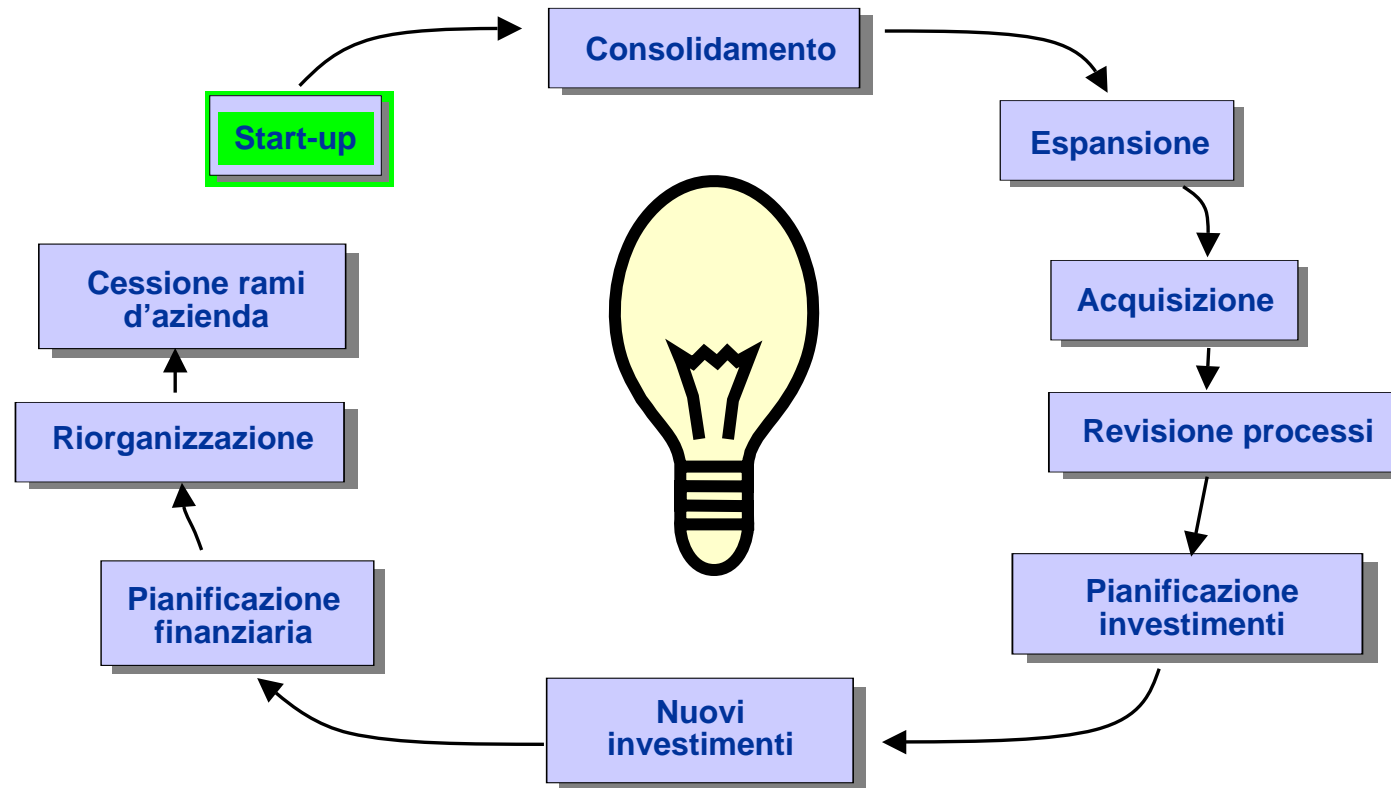 Start-up
Consolidamento
Espansione
Acquisizione
Revisione processi
Pianificazione
investimenti
Nuovi
investimenti
Pianificazione
finanziaria
Riorganizzazione
Cessione rami
d’azienda